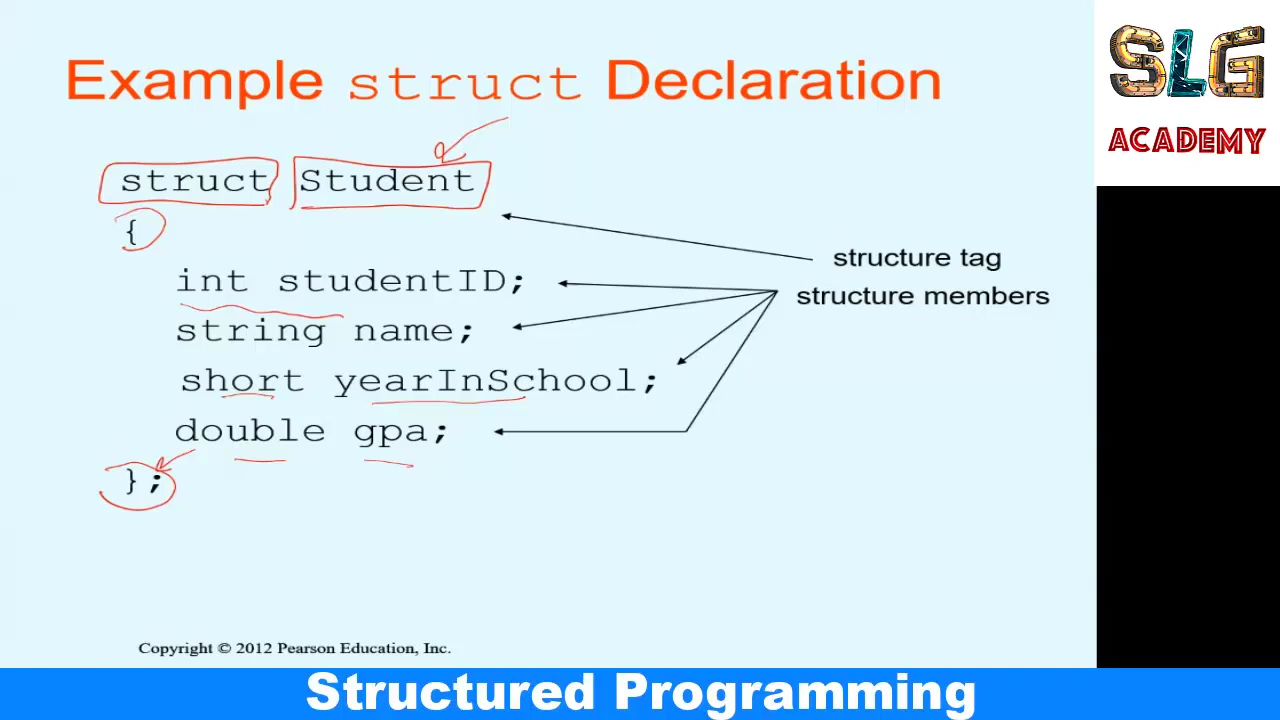 Example struct Declaration
SLG
ACADEMY
struct Student
{
structure tag
int studentID;
structure members
string name;
short yearInSchool;
double gpa;
};
Copyright © 2012 Pearson Education, Inc.
Structured Programming